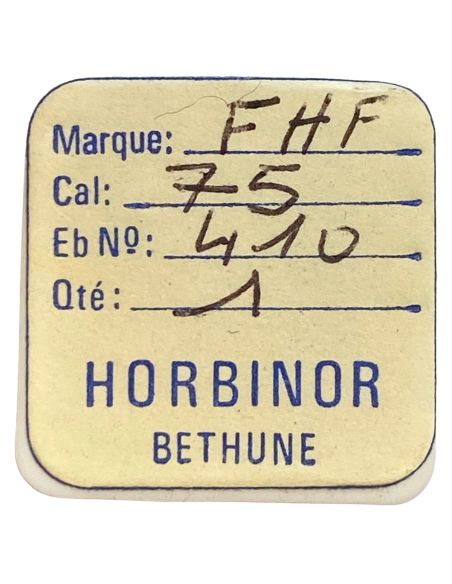 Marque: FHF
Cal: 75
Eb Nº: 410
Qté: 1
HORBINOR
BETHUNE